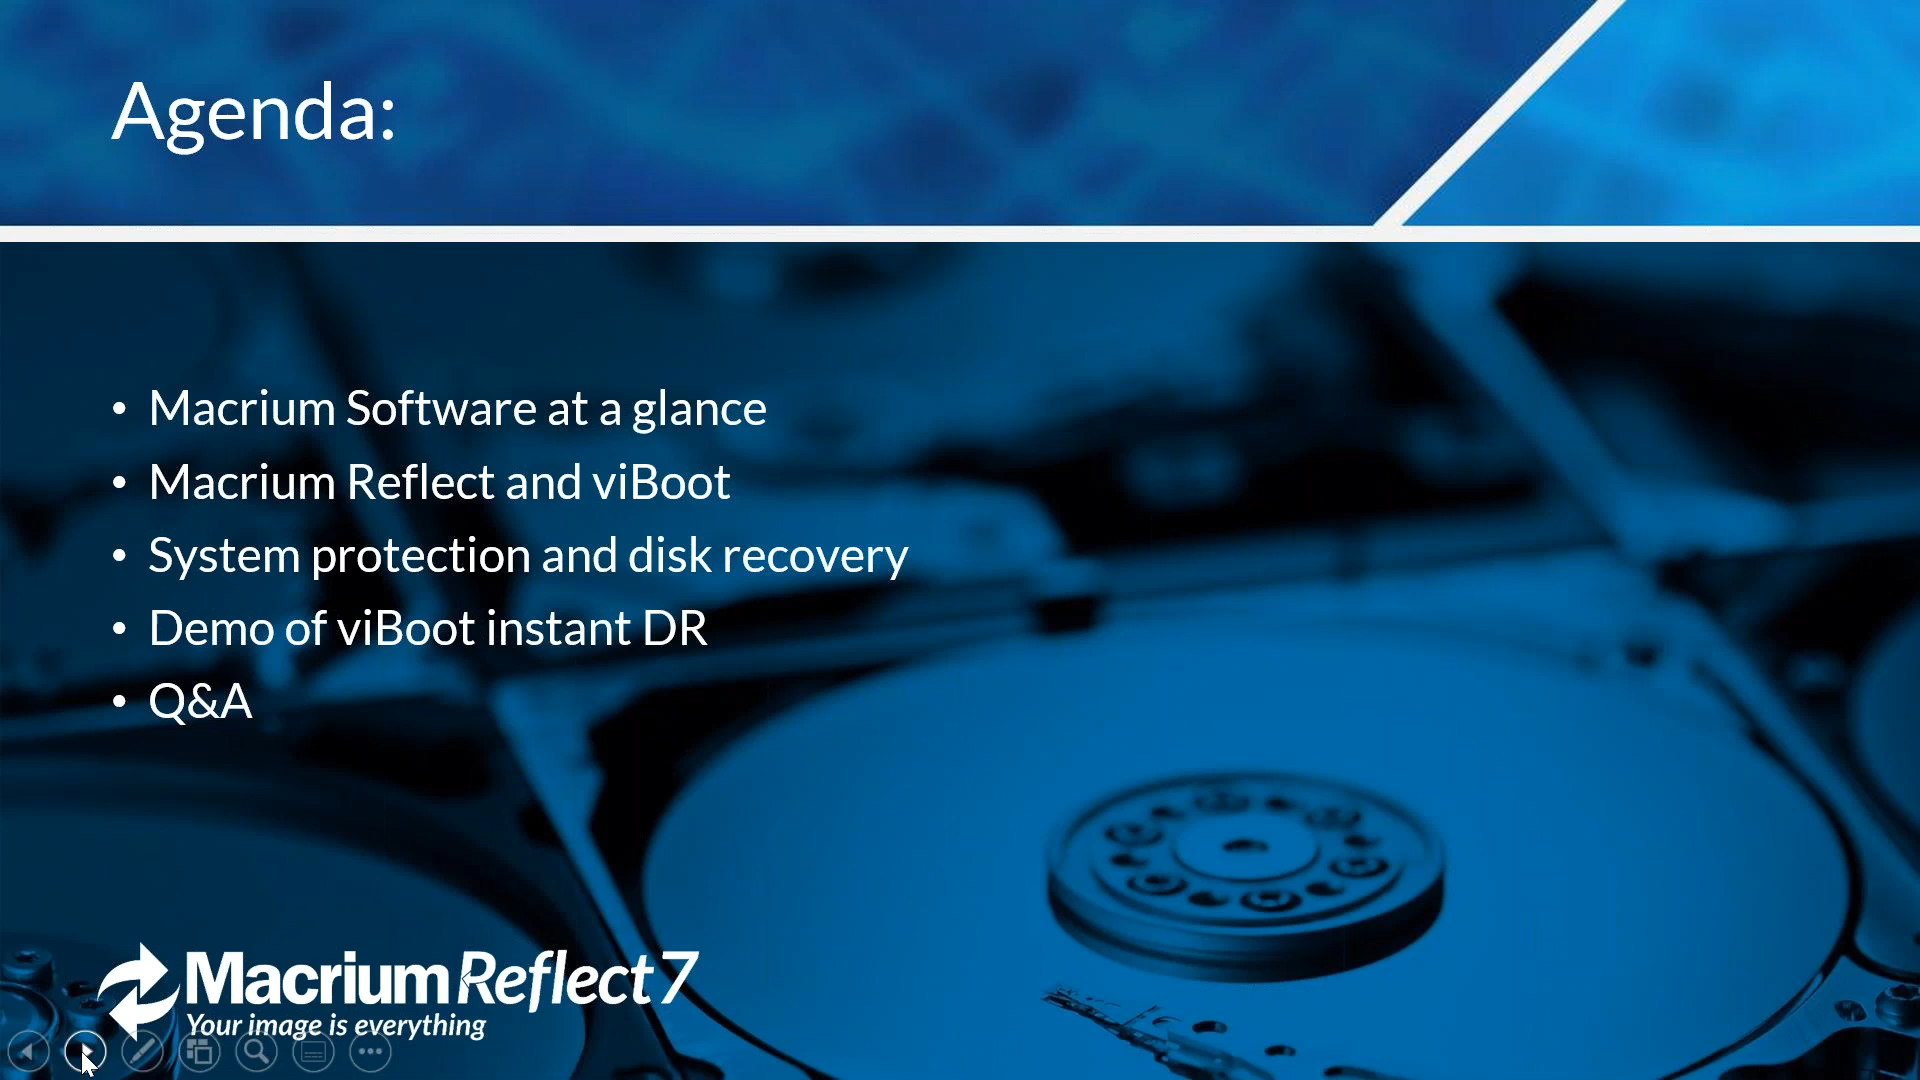 Agenda:
• Macrium Software at a glance
• Macrium Reflect and viBoot
• System protection and disk recovery
• Demo of viBoot instant DR
• Q&A
Macrium Reflect 7
Your image is everything